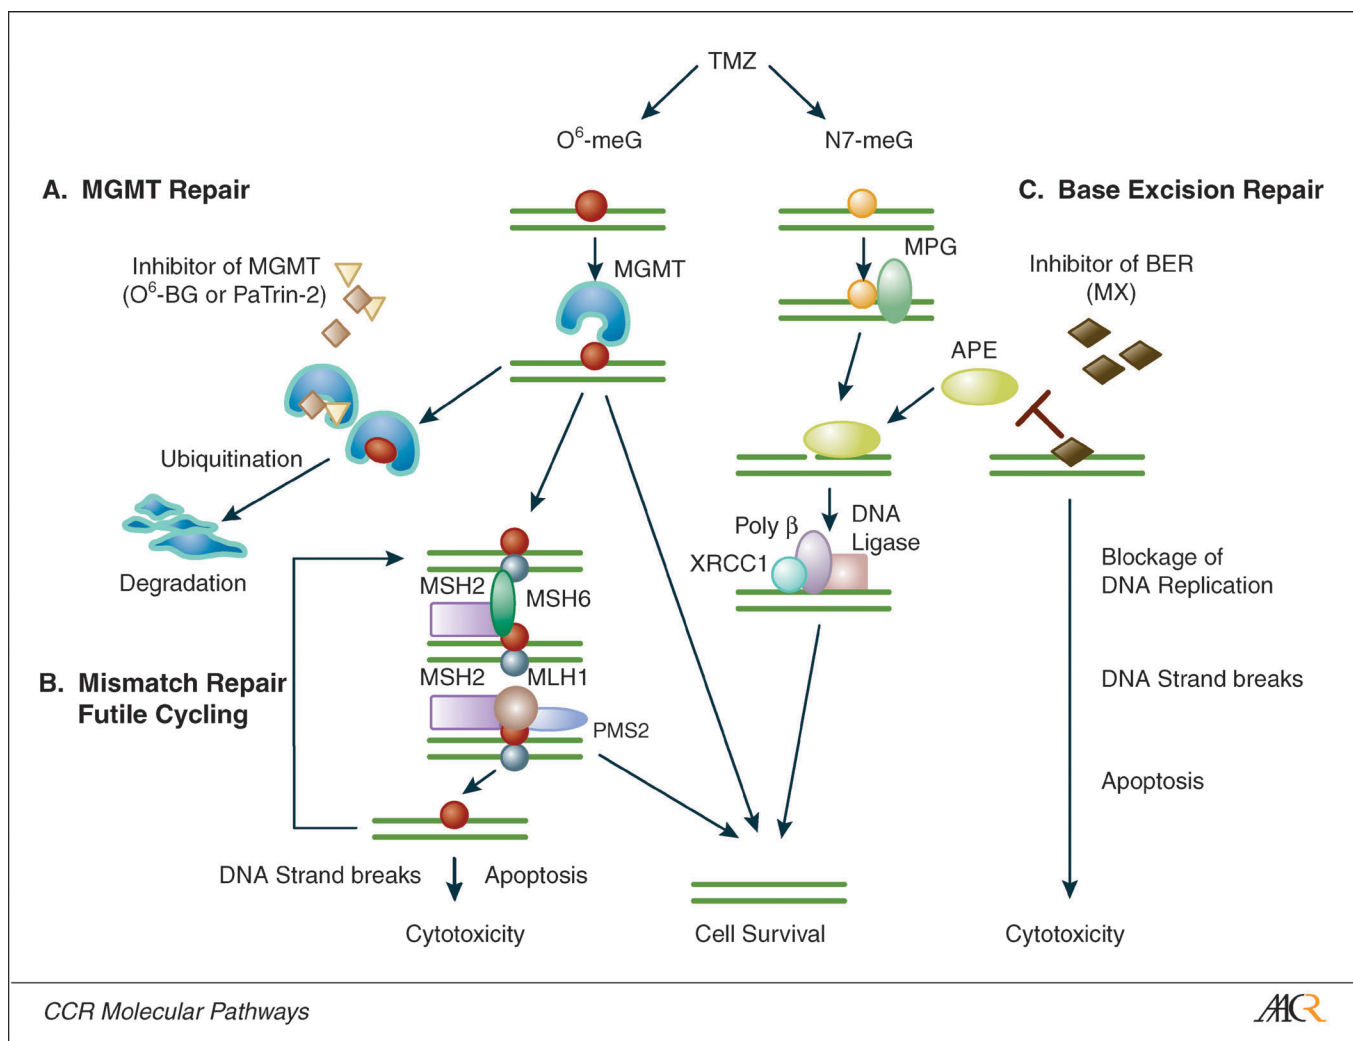 TMZ
O⁶-meG
N7-meG
A. MGMT Repair
C. Base Excision Repair
Inhibitor of MGMT
(O⁶-BG or PaTrin-2)
MGMT
MPG
Inhibitor of BER
(MX)
APE
Ubiquitination
Degradation
Poly β
DNA
Ligase
XRCC1
MSH2
MSH6
Blockage of
DNA Replication
B. Mismatch Repair
Futile Cycling
MSH2
MLH1
PMS2
DNA Strand breaks
Apoptosis
DNA Strand breaks
Apoptosis
Cytotoxicity
Cell Survival
Cytotoxicity
CCR Molecular Pathways
AACR